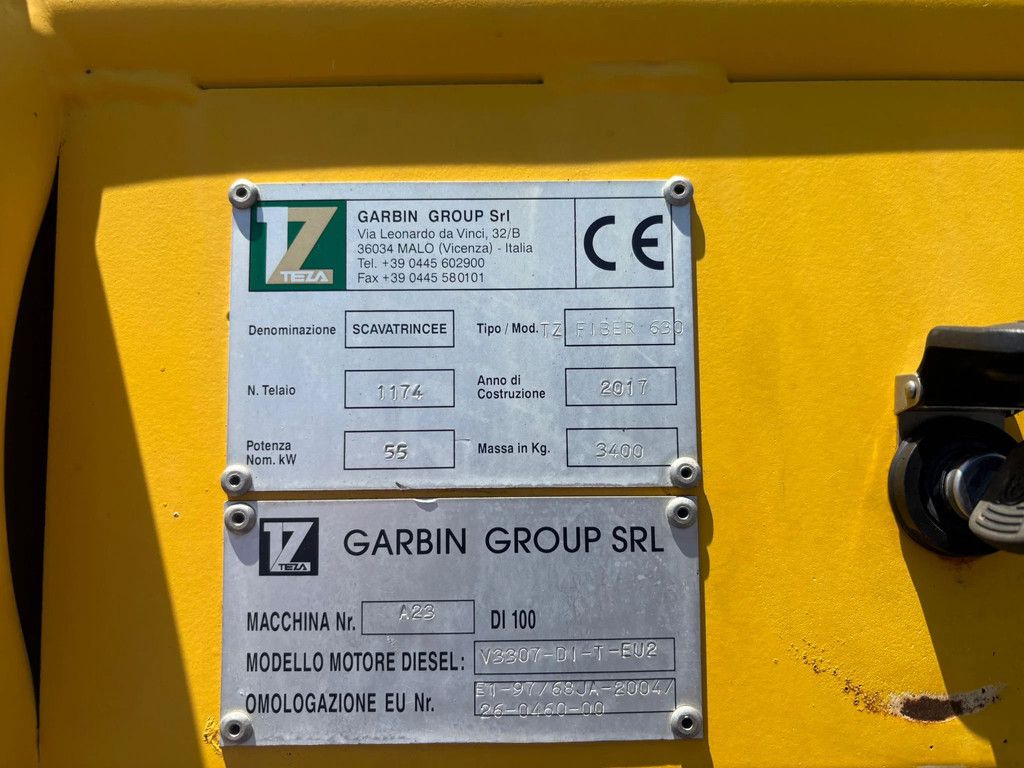 TZ
TEZA
GARBIN GROUP Srl
Via Leonardo da Vinci, 32/B
36034 MALO (Vicenza) - Italia
Tel. +39 0445 602900
Fax +39 0445 580101
CE
Denominazione SCAVATRINCEE Tipo / Mod. TZ FIBER 630
N. Telaio 1174 Anno di Costruzione 2017
Potenza Nom. kW 55 Massa in Kg. 3400
TZ
TEZA
GARBIN GROUP SRL
MACCHINA Nr. A23 DI 100
MODELLO MOTORE DIESEL: V3307-DI-T-EU2
OMOLOGAZIONE EU Nr. E1-97/68JA-2004/
26-0460-00